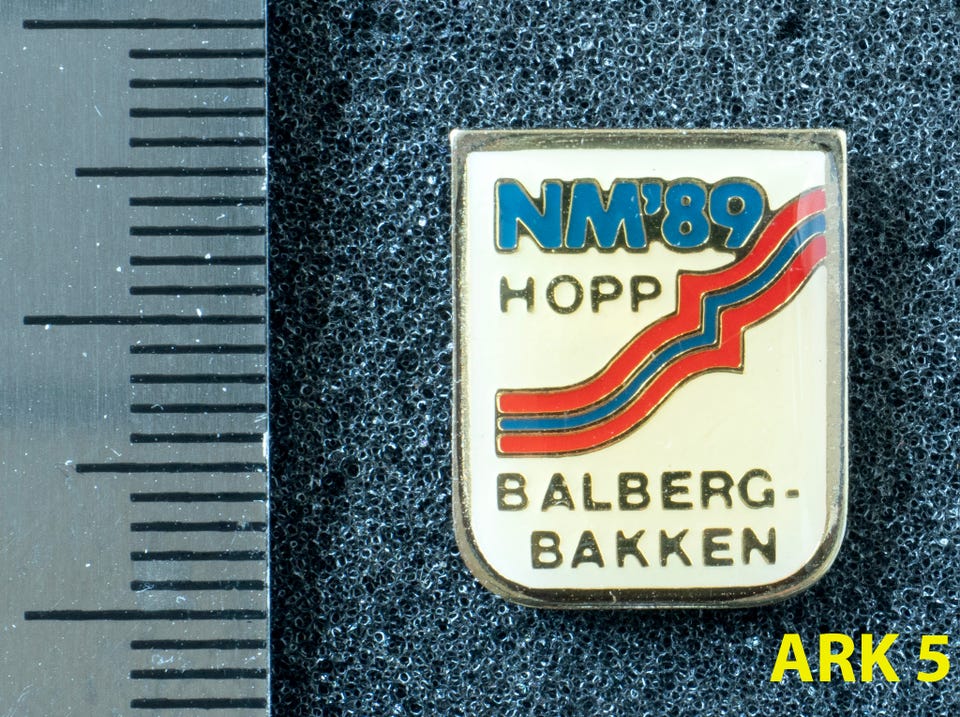 NM'89
HOPP
BALBERG-
BAKKEN
ARK 5